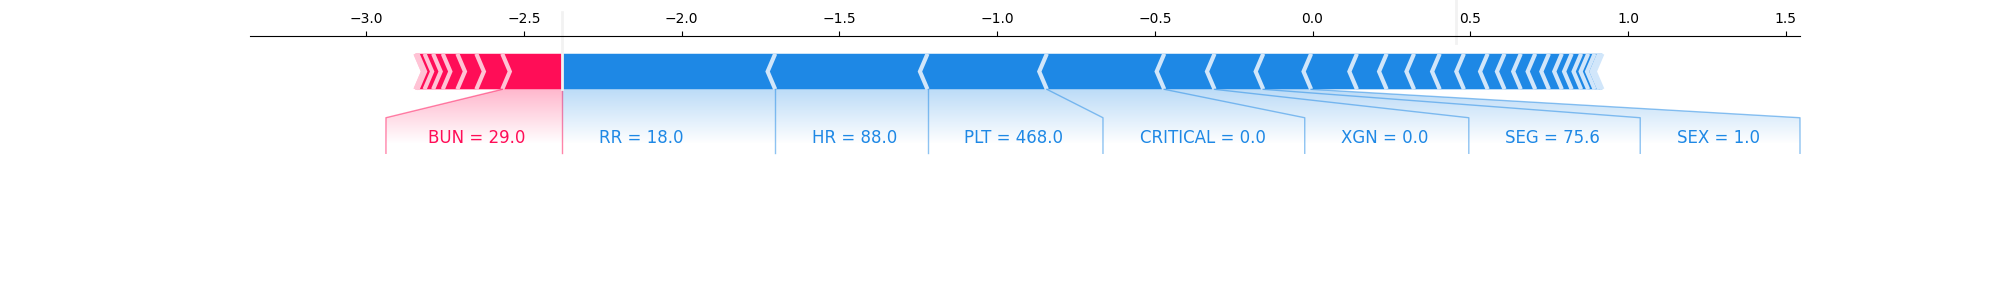 −3.0 −2.5 −2.0 −1.5 −1.0 −0.5 0.0 0.5 1.0 1.5
BUN = 29.0 RR = 18.0 HR = 88.0 PLT = 468.0 CRITICAL = 0.0 XGN = 0.0 SEG = 75.6 SEX = 1.0